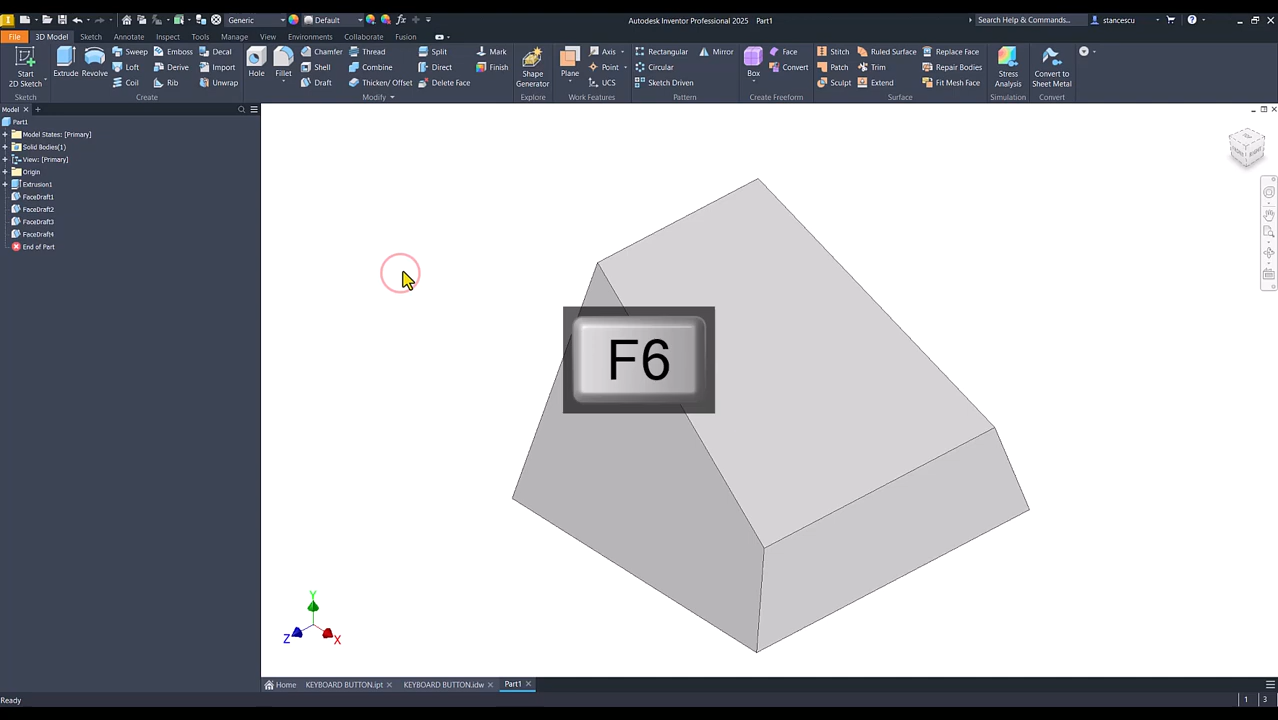 Generic
Default
Autodesk Inventor Professional 2025 Part1
Search Help & Commands...
stancescu
File
3D Model
Sketch
Annotate
Inspect
Tools
Manage
View
Environments
Collaborate
Fusion
Start
2D Sketch
Extrude
Revolve
Sweep
Emboss
Decal
Loft
Derive
Import
Coil
Rib
Unwrap
Hole
Fillet
Chamfer
Thread
Split
Shell
Combine
Direct
Draft
Thicken/ Offset
Delete Face
Mark
Finish
Shape
Generator
Plane
Axis
Point
UCS
Rectangular
Mirror
Circular
Sketch Driven
Box
Face
Convert
Stitch
Ruled Surface
Replace Face
Patch
Trim
Repair Bodies
Sculpt
Extend
Fit Mesh Face
Stress
Analysis
Convert to
Sheet Metal
Sketch
Create
Modify
Explore
Work Features
Pattern
Create Freeform
Surface
Simulation
Convert
Model
Part1
Model States: [Primary]
Solid Bodies(1)
View: [Primary]
Origin
Extrusion1
FaceDraft1
FaceDraft2
FaceDraft3
FaceDraft4
End of Part
F6
Y
Z
X
Home
KEYBOARD BUTTON.ipt
KEYBOARD BUTTON.idw
Part1
Ready
1
3